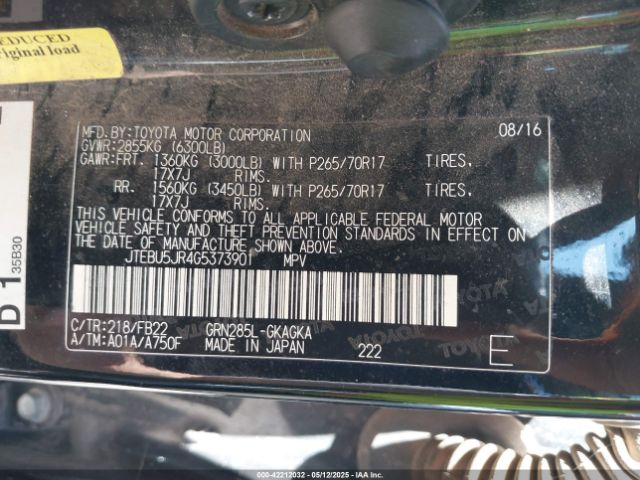 EDUCED
riginal load
D 1
35B30
MFD.BY:TOYOTA MOTOR CORPORATION 08/16
GVWR:2855KG (6300LB)
GAWR:FRT. 1360KG (3000LB) WITH P265/70R17 TIRES,
17X7J RIMS.
RR. 1560KG (3450LB) WITH P265/70R17 TIRES,
17X7J RIMS.
THIS VEHICLE CONFORMS TO ALL APPLICABLE FEDERAL MOTOR
VEHICLE SAFETY AND THEFT PREVENTION STANDARDS IN EFFECT
ON THE DATE OF MANUFACTURE SHOWN ABOVE.
JTEBU5JR4G5373901 MPV
C/TR:218/FB22 GRN285L-GKAGKA
A/TM:A01A/A750F MADE IN JAPAN 222 E
000-42212032 - 05/12/2025 - IAA Inc.